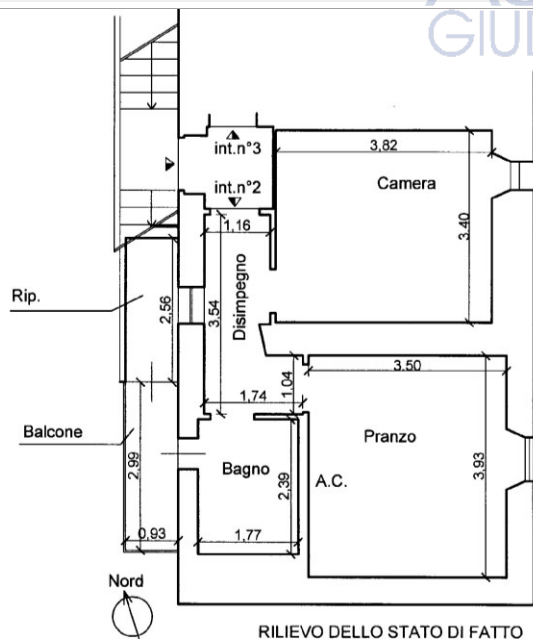 GIUD
int.n°3
3,82
int.n°2
Camera
1,16
3,40
Rip.
2,56
3,54
Disimpegno
3,50
1,04
1,74
Balcone
Pranzo
2,99
Bagno
2,39
A.C.
3,93
0,93
1,77
Nord
RILIEVO DELLO STATO DI FATTO